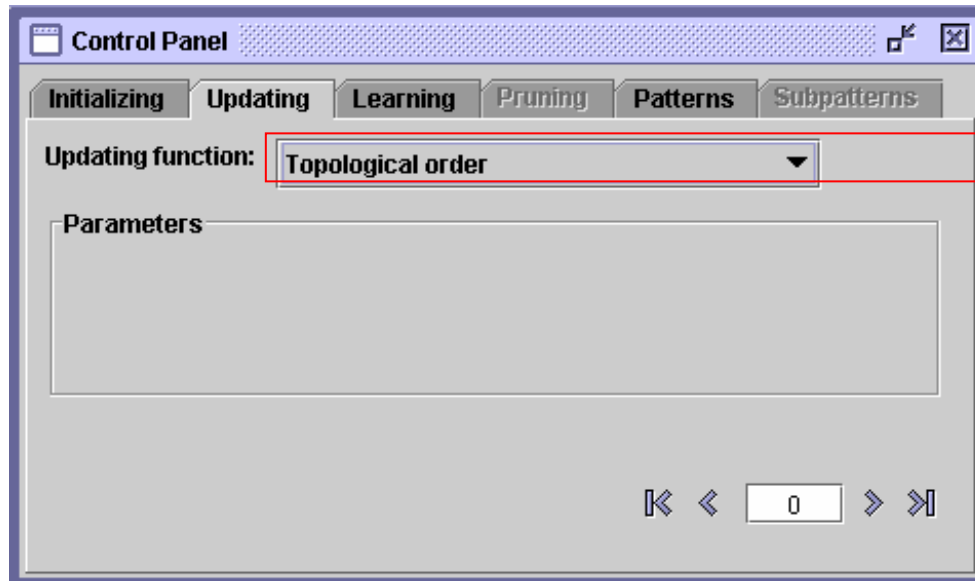 Control Panel
Initializing Updating Learning Pruning Patterns Subpatterns
Updating function: Topological order
Parameters
0